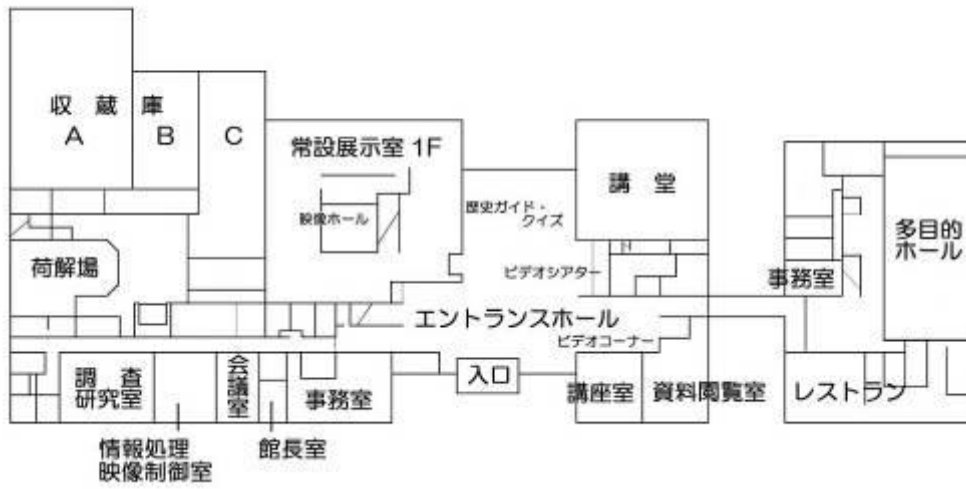 収 蔵 庫
A
B
C
常設展示室 1F
映像ホール
歴史ガイド・
クイズ
講 堂
多目的
ホール
荷解場
ビデオシアター
事務室
エントランスホール
ビデオコーナー
入口
調 査
研究室
会議室
事務室
講座室
資料閲覧室
レストラン
情報処理
映像制御室
館長室